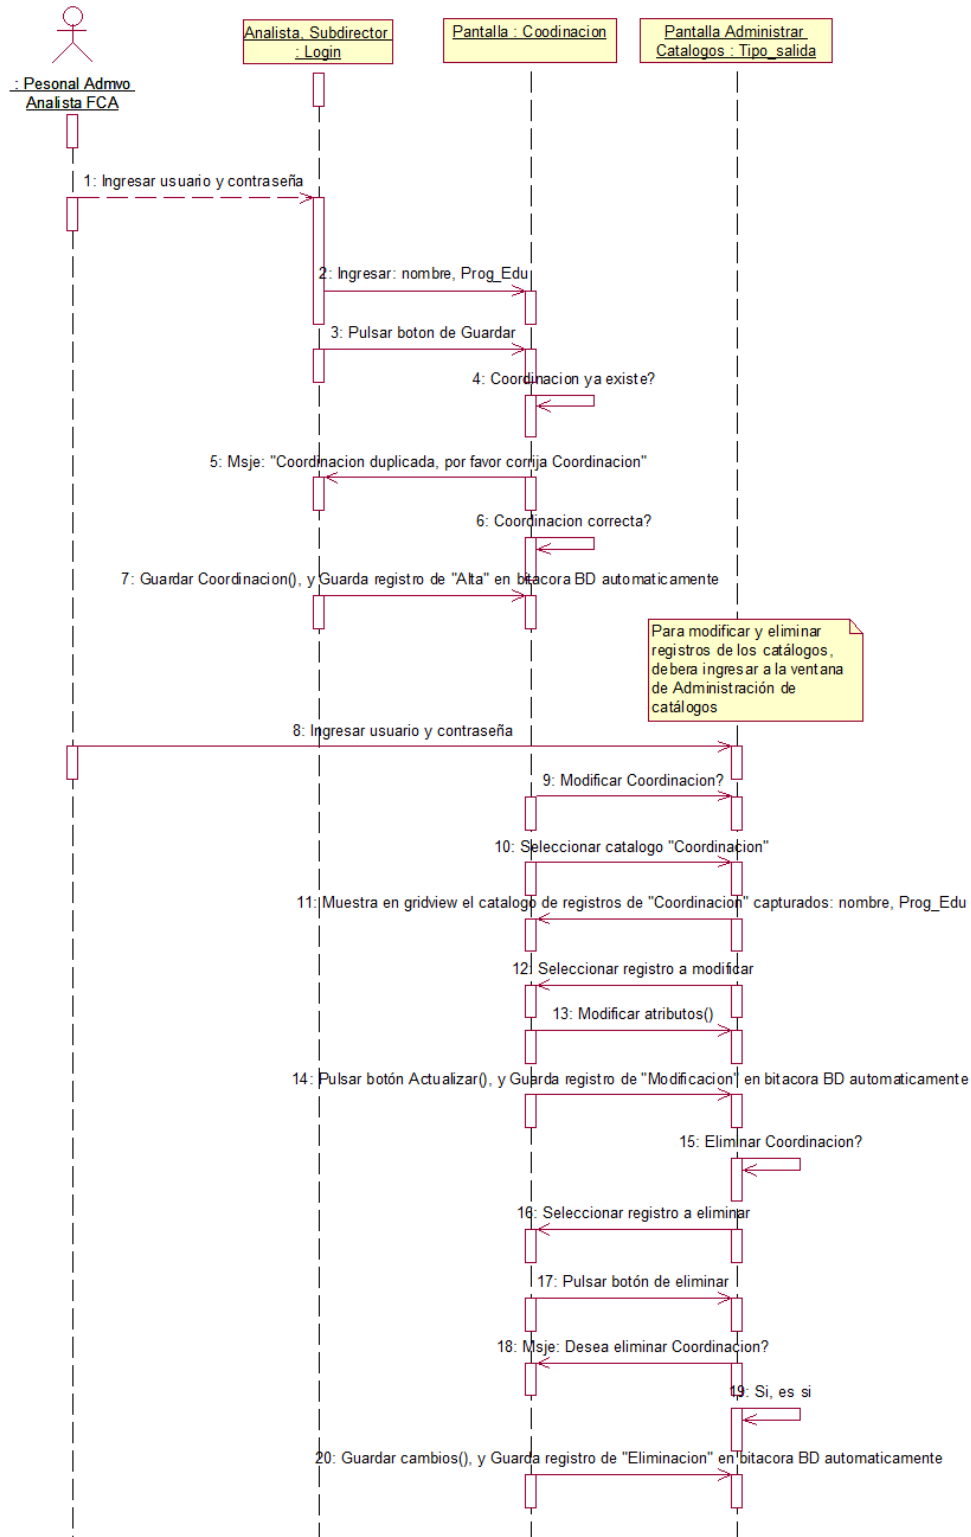 Analista, Subdirector
: Login
Pantalla : Coodinacion
Pantalla Administrar
Catalogos : Tipo_salida
: Pesonal Admvo
Analista FCA
1: Ingresar usuario y contraseña
2: Ingresar: nombre, Prog_Edu
3: Pulsar boton de Guardar
4: Coordinacion ya existe?
5: Msje: "Coordinacion duplicada, por favor corrija Coordinacion"
6: Coordinacion correcta?
7: Guardar Coordinacion(), y Guarda registro de "Alta" en bitacora BD automaticamente
Para modificar y eliminar
registros de los catálogos,
debera ingresar a la ventana
de Administración de
catálogos
8: Ingresar usuario y contraseña
9: Modificar Coordinacion?
10: Seleccionar catalogo "Coordinacion"
11: Muestra en gridview el catalogo de registros de "Coordinacion" capturados: nombre, Prog_Edu
12: Seleccionar registro a modificar
13: Modificar atributos()
14: Pulsar botón Actualizar(), y Guarda registro de "Modificacion" en bitacora BD automaticamente
15: Eliminar Coordinacion?
16: Seleccionar registro a eliminar
17: Pulsar botón de eliminar
18: Msje: Desea eliminar Coordinacion?
19: Si, es si
20: Guardar cambios(), y Guarda registro de "Eliminacion" en bitacora BD automaticamente